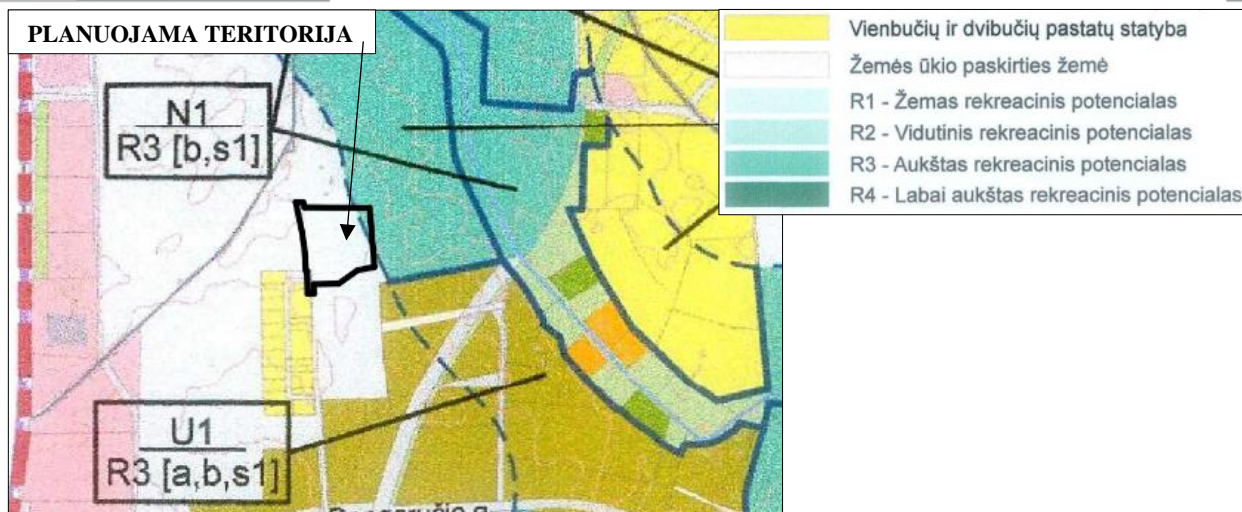 PLANUOJAMA TERITORIJA
N1
R3 [b,s1]
U1
R3 [a,b,s1]
Vienbučių ir dvibučių pastatų statyba
Žemės ūkio paskirties žemė
R1 - Žemas rekreacinis potencialas
R2 - Vidutinis rekreacinis potencialas
R3 - Aukštas rekreacinis potencialas
R4 - Labai aukštas rekreacinis potencialas